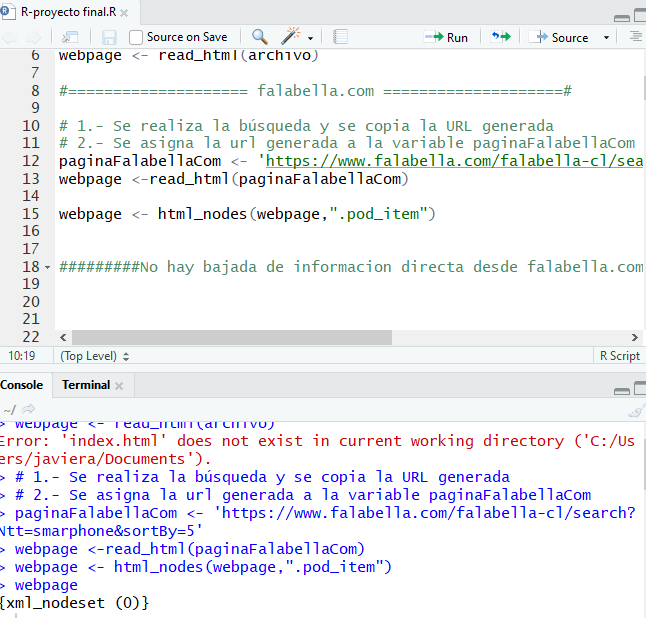 R-proyecto final.R
Source on Save
Run
Source
6 webpage <- read_html(archivo)
7
8 #==================== falabella.com ====================#
9
10 # 1.- Se realiza la búsqueda y se copia la URL generada
11 # 2.- Se asigna la url generada a la variable paginaFalabellaCom
12 paginaFalabellaCom <- 'https://www.falabella.com/falabella-cl/sea
13 webpage <-read_html(paginaFalabellaCom)
14
15 webpage <- html_nodes(webpage,".pod_item")
16
17
18 #########No hay bajada de informacion directa desde falabella.com
19
20
21
22
10:19 (Top Level) R Script
Console Terminal
~/
> webpage <- read_html(archivo)
Error: 'index.html' does not exist in current working directory ('C:/Us
ers/javiera/Documents').
> # 1.- Se realiza la búsqueda y se copia la URL generada
> # 2.- Se asigna la url generada a la variable paginaFalabellaCom
> paginaFalabellaCom <- 'https://www.falabella.com/falabella-cl/search?
Ntt=smarphone&sortBy=5'
> webpage <-read_html(paginaFalabellaCom)
> webpage <- html_nodes(webpage,".pod_item")
> webpage
{xml_nodeset (0)}